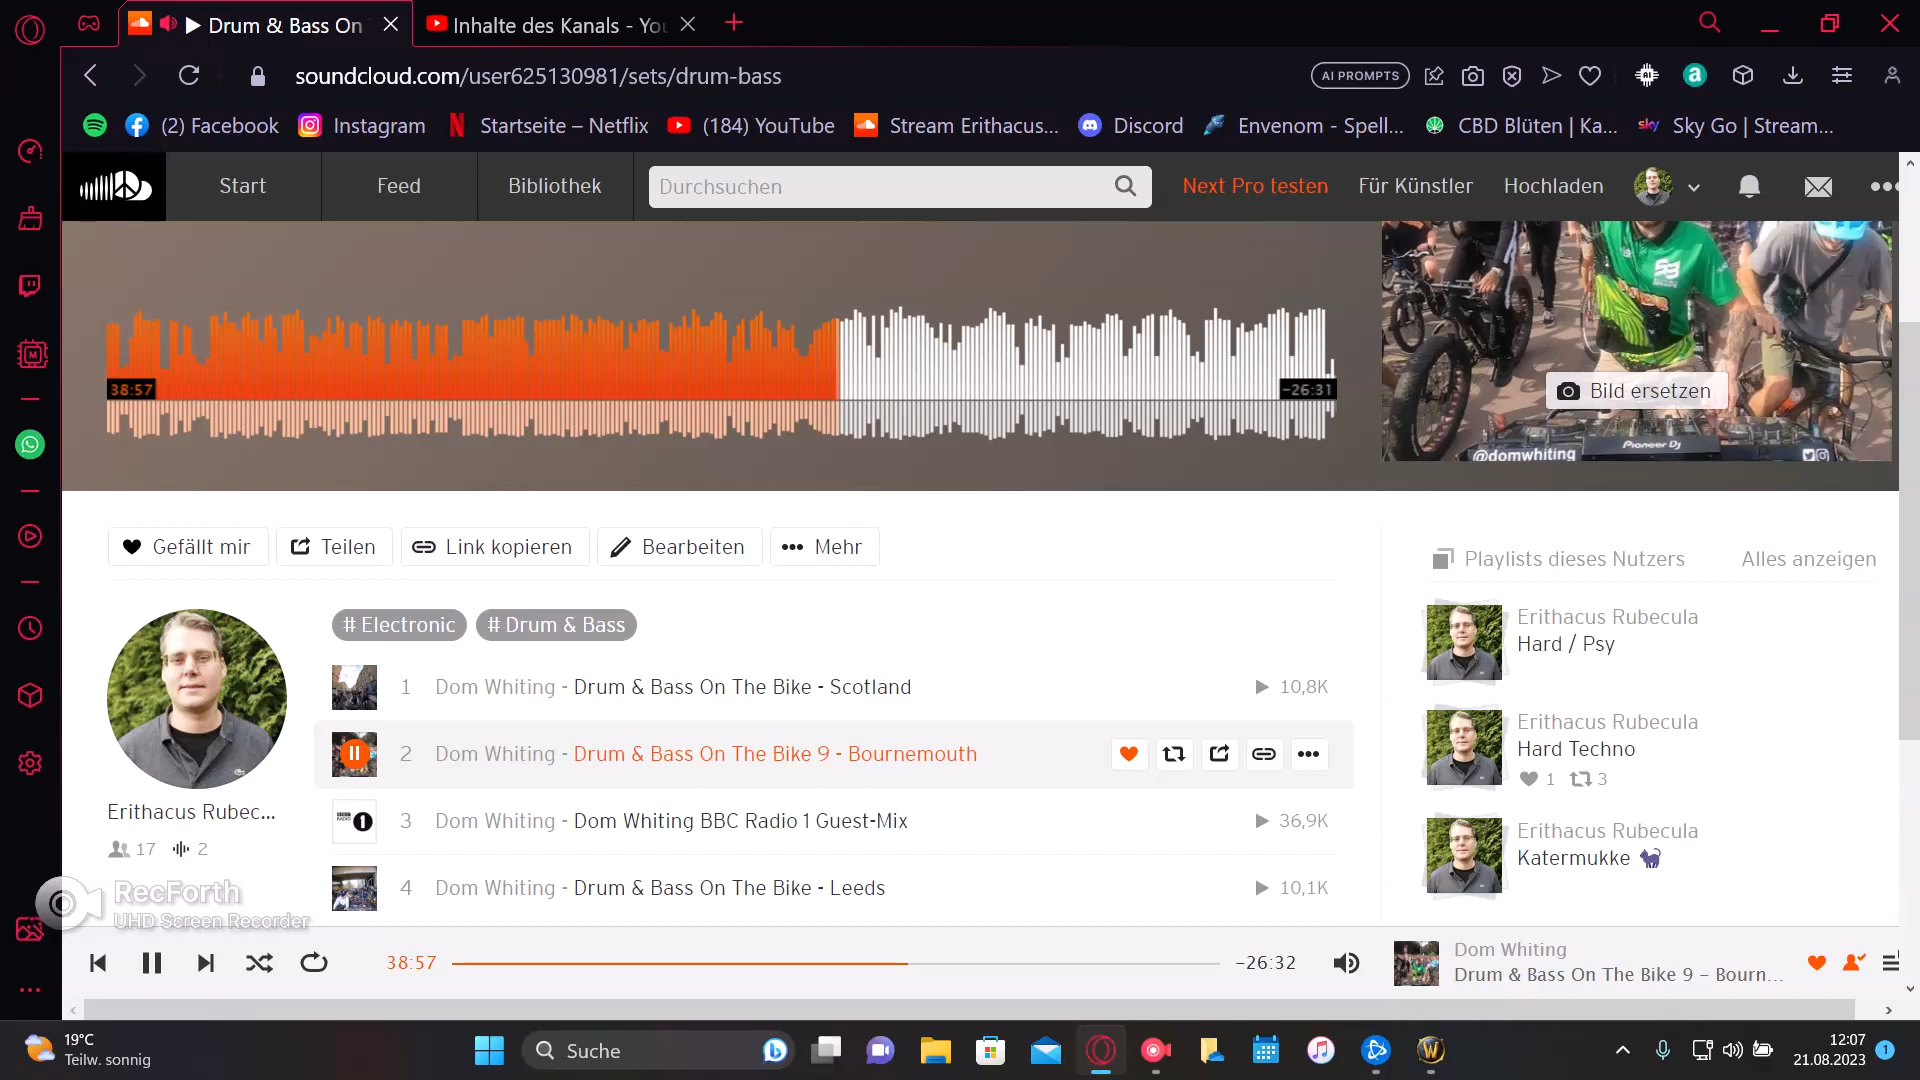 Drum & Bass On
Inhalte des Kanals - You
soundcloud.com/user625130981/sets/drum-bass
AI PROMPTS
(2) Facebook
Instagram
Startseite – Netflix
(184) YouTube
Stream Erithacus...
Discord
Envenom - Spell...
CBD Blüten | Ka...
sky
Sky Go | Stream...
Start
Feed
Bibliothek
Durchsuchen
Next Pro testen
Für Künstler
Hochladen
38:57
-26:31
Bild ersetzen
Pioneer Dj
@domwhiting
Gefällt mir
Teilen
Link kopieren
Bearbeiten
Mehr
Playlists dieses Nutzers
Alles anzeigen
# Electronic
# Drum & Bass
1 Dom Whiting - Drum & Bass On The Bike - Scotland 10,8K
2 Dom Whiting - Drum & Bass On The Bike 9 - Bournemouth
3 Dom Whiting - Dom Whiting BBC Radio 1 Guest-Mix 36,9K
4 Dom Whiting - Drum & Bass On The Bike - Leeds 10,1K
Erithacus Rubec...
17 2
Erithacus Rubecula
Hard / Psy
Erithacus Rubecula
Hard Techno
1 3
Erithacus Rubecula
Katermukke
RecForth
UHD Screen Recorder
38:57
-26:32
Dom Whiting
Drum & Bass On The Bike 9 – Bourn...
19°C
Teilw. sonnig
Suche
12:07
21.08.2023
1